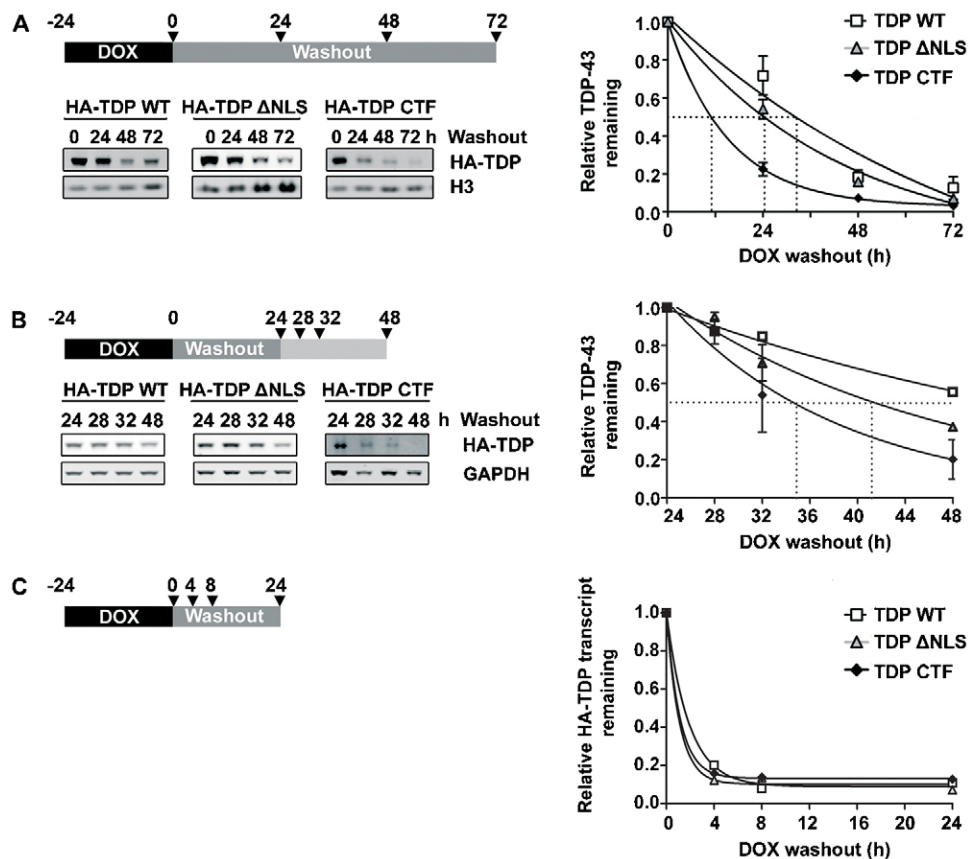 A
-24 0 24 48 72
DOX Washout
HA-TDP WT HA-TDP ΔNLS HA-TDP CTF
0 24 48 72 0 24 48 72 0 24 48 72 h Washout
HA-TDP
H3
Relative TDP-43
remaining
1.0
0.8
0.6
0.4
0.2
0.0
0 24 48 72
DOX washout (h)
TDP WT
TDP ΔNLS
TDP CTF
B
-24 0 24 28 32 48
DOX Washout
HA-TDP WT HA-TDP ΔNLS HA-TDP CTF
24 28 32 48 24 28 32 48 24 28 32 48 h Washout
HA-TDP
GAPDH
Relative TDP-43
remaining
1.0
0.8
0.6
0.4
0.2
0.0
24 28 32 36 40 44 48
DOX washout (h)
C
-24 0 4 8 24
DOX Washout
Relative HA-TDP transcript
remaining
1.0
0.8
0.6
0.4
0.2
0.0
0 4 8 12 16 20 24
DOX washout (h)
TDP WT
TDP ΔNLS
TDP CTF